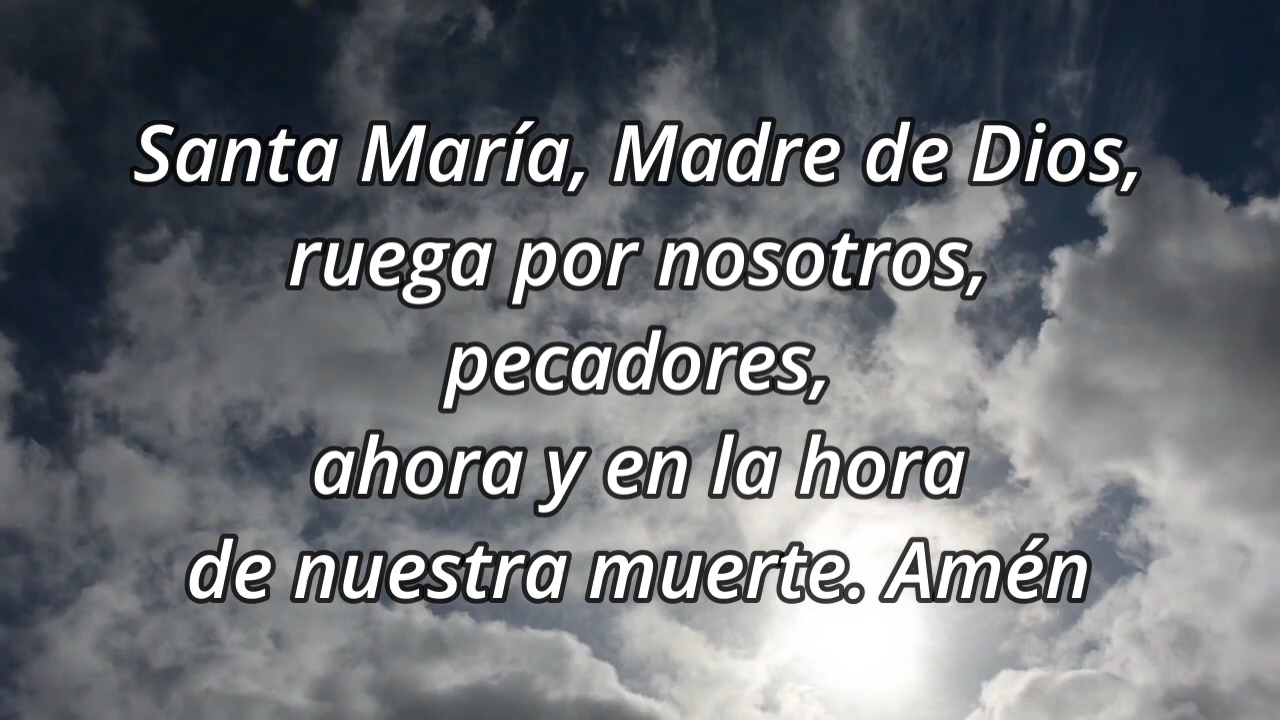 Santa María, Madre de Dios,
ruega por nosotros,
pecadores,
ahora y en la hora
de nuestra muerte. Amén